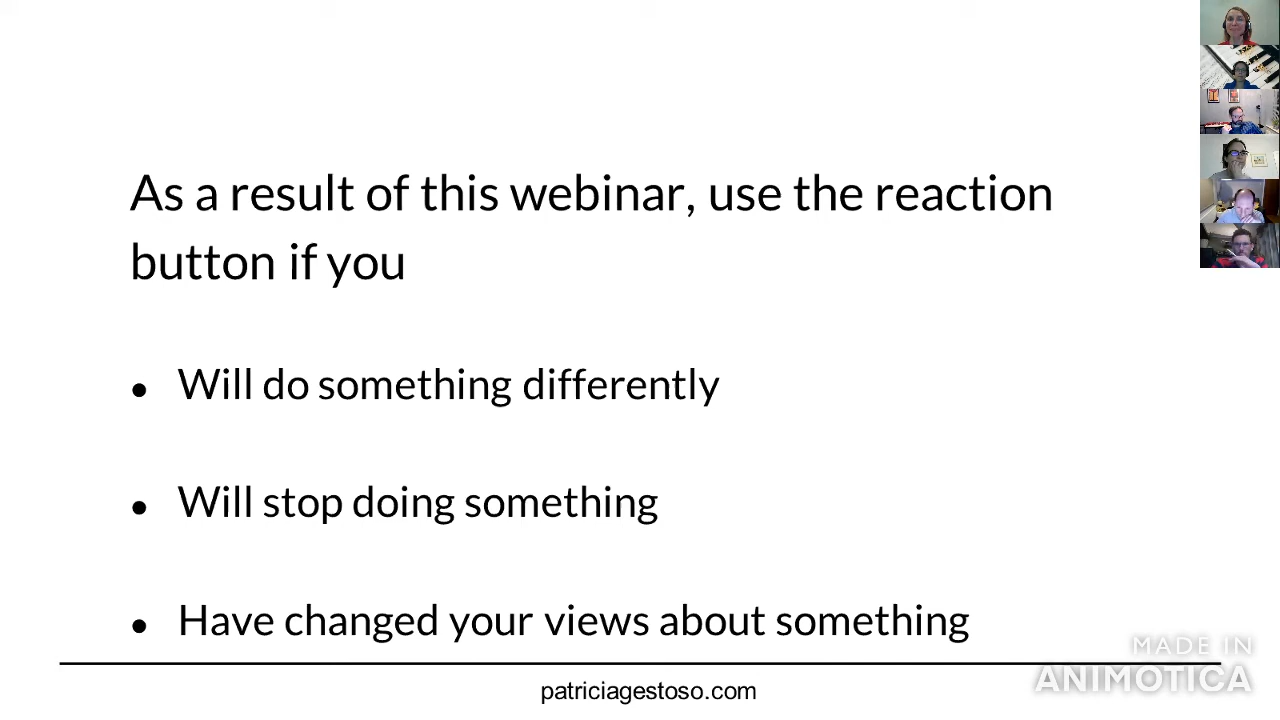 As a result of this webinar, use the reaction
button if you
● Will do something differently
● Will stop doing something
● Have changed your views about something
patriciagestoso.com
MADE IN
ANIMOTICA